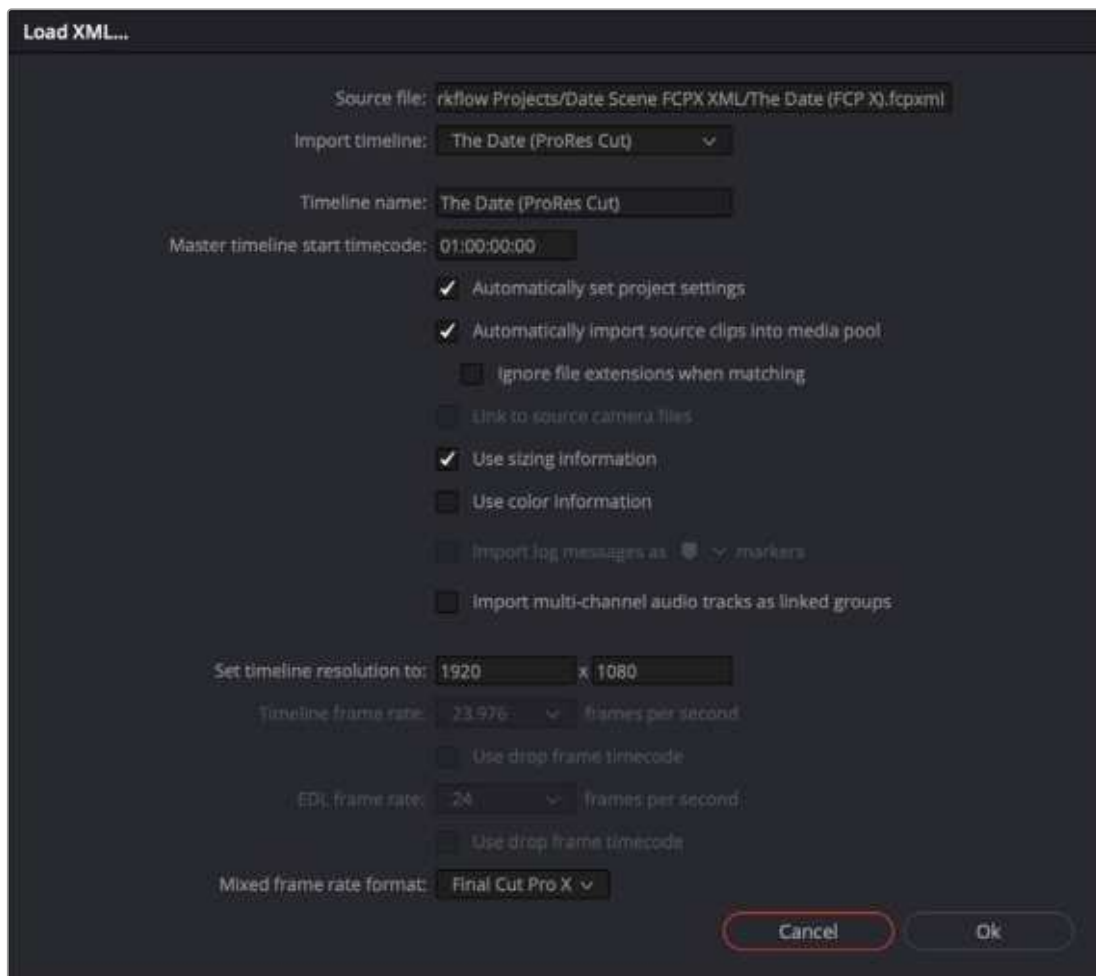 Load XML...
Source file: rkflow Projects/Date Scene FCPX XML/The Date (FCP X).fcpxml
Import timeline: The Date (ProRes Cut)
Timeline name: The Date (ProRes Cut)
Master timeline start timecode: 01:00:00:00
Automatically set project settings
Automatically import source clips into media pool
Ignore file extensions when matching
Link to source camera files
Use sizing information
Use color information
Import log messages as markers
Import multi-channel audio tracks as linked groups
Set timeline resolution to: 1920 x 1080
Timeline frame rate: 23.976 frames per second
Use drop frame timecode
EDL frame rate: 24 frames per second
Use drop frame timecode
Mixed frame rate format: Final Cut Pro X
Cancel Ok